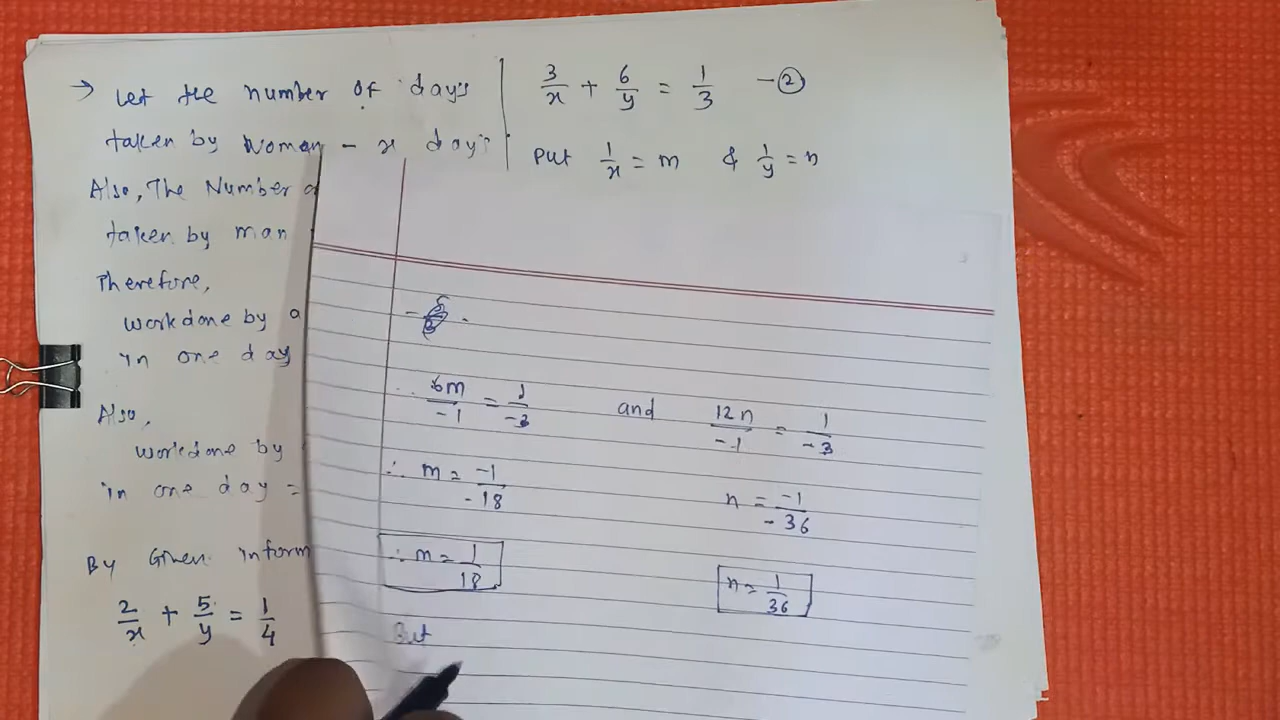 → Let the number of day's
taken by woman - x day's
Also, The Number
taken by man
Therefore,
workdone by a
in one day
Also,
workdone by
in one day =
By Given inform
2/x + 5/y = 1/4
3/x + 6/y = 1/3 - ②
Put 1/x = m & 1/y = n
∴ 6m/-1 = 1/-3 and 12n/-1 = 1/-3
∴ m = -1/-18 n = -1/-36
∴ m = 1/18 n = 1/36
But